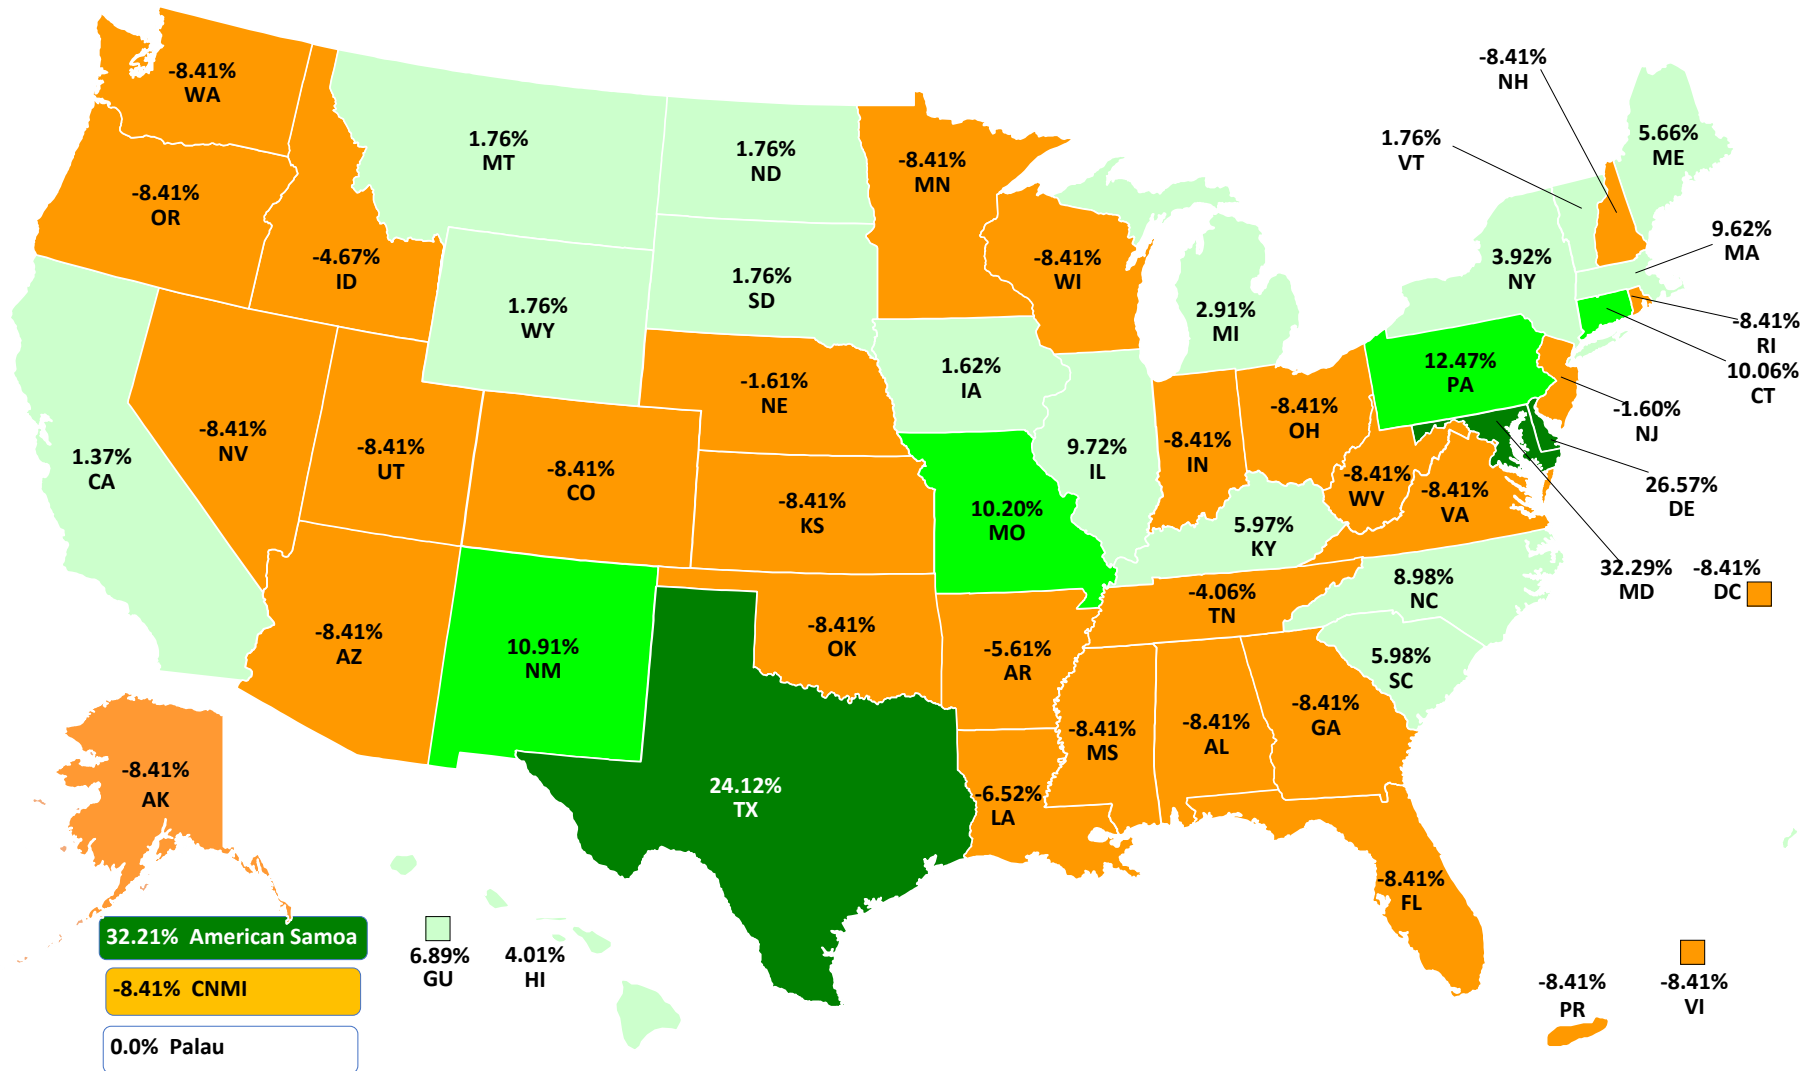 -8.41%
WA
-8.41%
OR
-4.67%
ID
1.76%
MT
1.76%
ND
-8.41%
MN
1.76%
SD
1.76%
WY
-8.41%
WI
2.91%
MI
-8.41%
NH
1.76%
VT
5.66%
ME
3.92%
NY
9.62%
MA
-8.41%
RI
10.06%
CT
12.47%
PA
-1.60%
NJ
1.37%
CA
-8.41%
NV
-8.41%
UT
-8.41%
CO
-1.61%
NE
1.62%
IA
9.72%
IL
-8.41%
IN
-8.41%
OH
-8.41%
WV
-8.41%
VA
26.57%
DE
32.29%
MD
-8.41%
DC
-8.41%
KS
10.20%
MO
5.97%
KY
-4.06%
TN
8.98%
NC
5.98%
SC
-8.41%
AZ
10.91%
NM
-8.41%
OK
-5.61%
AR
-8.41%
MS
-8.41%
AL
-8.41%
GA
24.12%
TX
-6.52%
LA
-8.41%
FL
-8.41%
AK
32.21% American Samoa
-8.41% CNMI
0.0% Palau
6.89%
GU
4.01%
HI
-8.41%
PR
-8.41%
VI